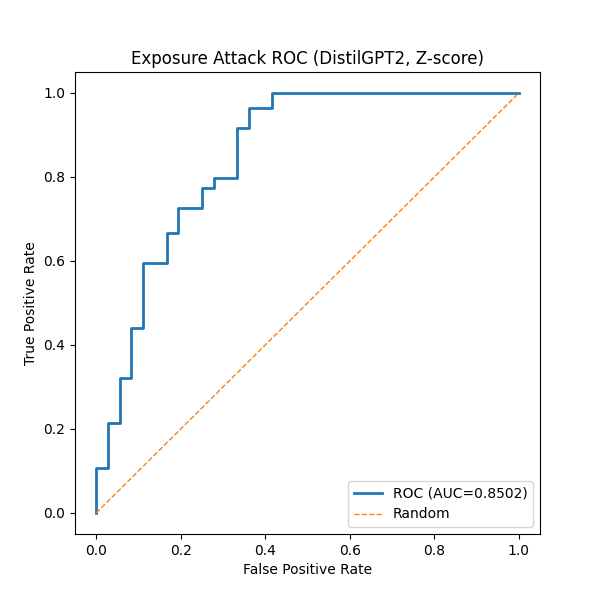 Exposure Attack ROC (DistilGPT2, Z-score)
1.0
0.8
0.6
0.4
0.2
0.0
True Positive Rate
ROC (AUC=0.8502)
Random
0.0 0.2 0.4 0.6 0.8 1.0
False Positive Rate